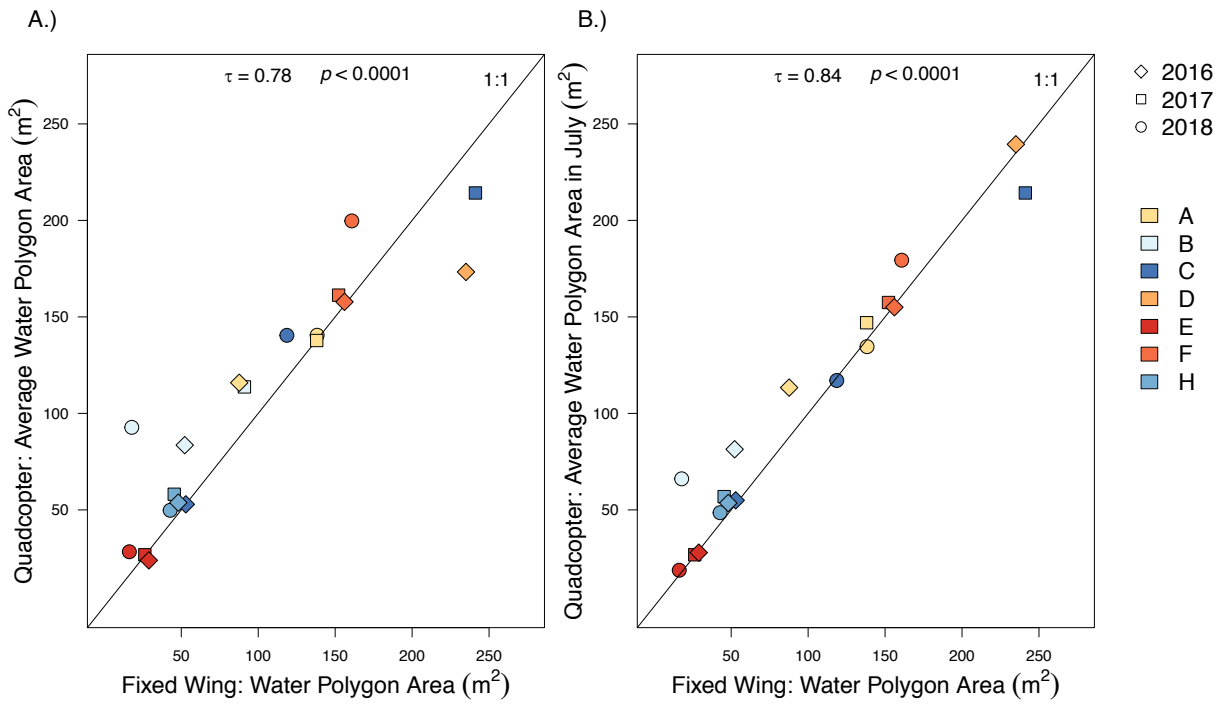 A.)
τ = 0.78 p < 0.0001
1:1
Quadcopter: Average Water Polygon Area (m²)
250
200
150
100
50
50 100 150 200 250
Fixed Wing: Water Polygon Area (m²)
B.)
τ = 0.84 p < 0.0001
1:1
Quadcopter: Average Water Polygon Area in July (m²)
250
200
150
100
50
50 100 150 200 250
Fixed Wing: Water Polygon Area (m²)
2016
2017
2018
A
B
C
D
E
F
H